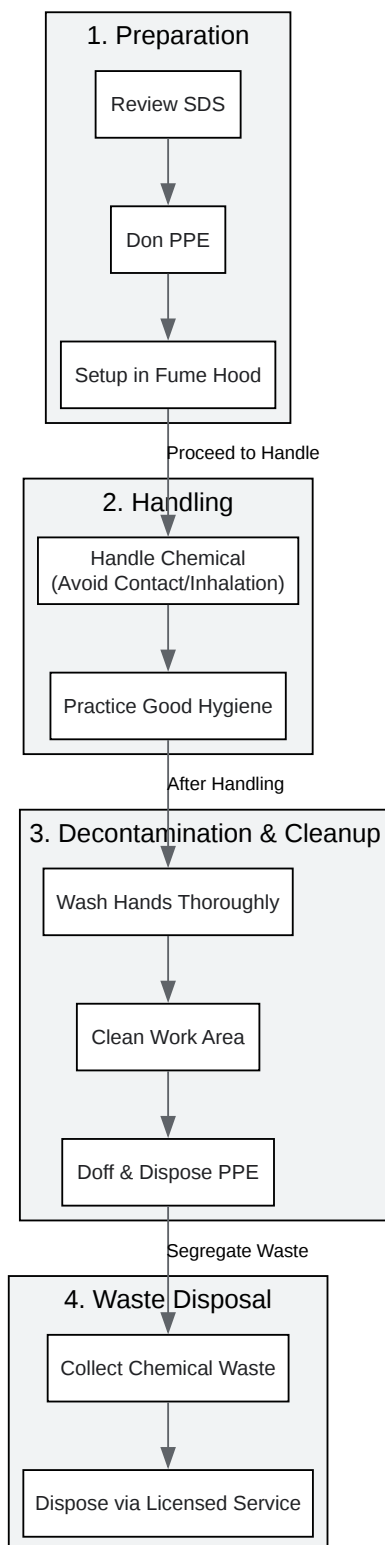 1. Preparation
Review SDS
Don PPE
Setup in Fume Hood
Proceed to Handle
2. Handling
Handle Chemical
(Avoid Contact/Inhalation)
Practice Good Hygiene
After Handling
3. Decontamination & Cleanup
Wash Hands Thoroughly
Clean Work Area
Doff & Dispose PPE
Segregate Waste
4. Waste Disposal
Collect Chemical Waste
Dispose via Licensed Service